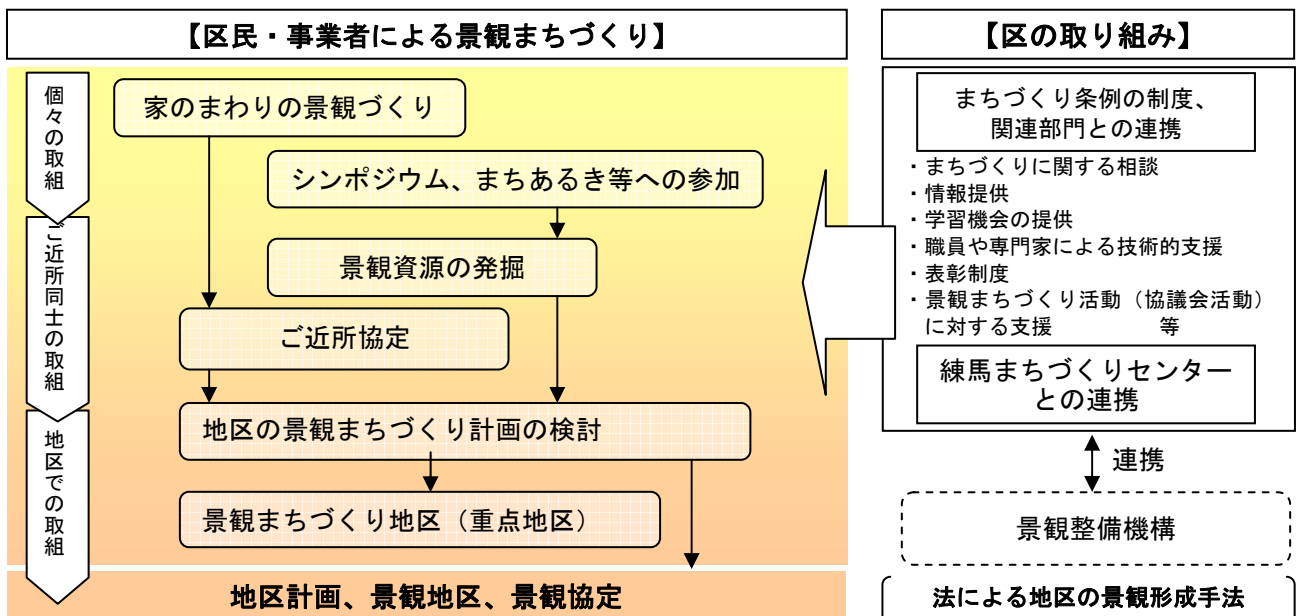 【区民・事業者による景観まちづくり】
個々の取組
ご近所同士の取組
地区での取組
家のまわりの景観づくり
シンポジウム、まちあるき等への参加
景観資源の発掘
ご近所協定
地区の景観まちづくり計画の検討
景観まちづくり地区（重点地区）
地区計画、景観地区、景観協定
【区の取り組み】
まちづくり条例の制度、
関連部門との連携
・まちづくりに関する相談
・情報提供
・学習機会の提供
・職員や専門家による技術的支援
・表彰制度
・景観まちづくり活動（協議会活動）
に対する支援　　　　　等
練馬まちづくりセンター
との連携
連携
景観整備機構
法による地区の景観形成手法